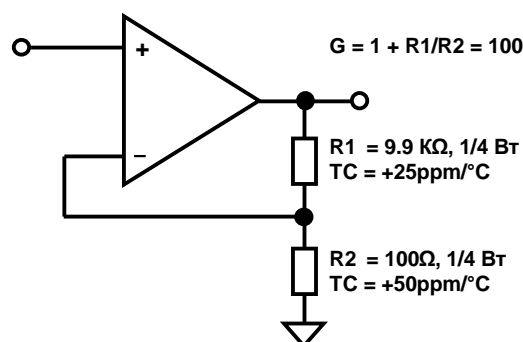 G = 1 + R1/R2 = 100
+
R1 = 9.9 КΩ, 1/4 Вт
TC = +25ppm/°C
–
R2 = 100Ω, 1/4 Вт
TC = +50ppm/°C